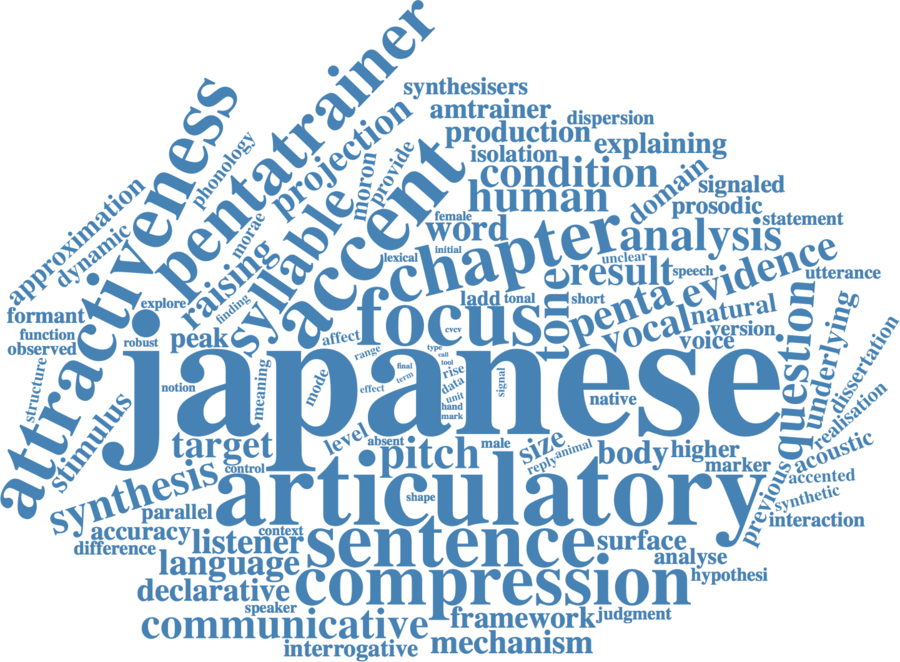 pentatrainer
attractiveness
synthesisers
amtrainer
dispersion
production
explaining
projection
phonology
isolation
condition
domain
signaled
moron
provide
human
prosodic
approximation
accent
female
word
statement
dynamic
morae
syllable
chapter
analysis
initial
lexical
unclear
raising
result
speech
evidence
utterance
tone
penta
formant
explore
finding
focus
ladd
tonal
short
natural
question
underlying
function
robust
peak
affect
cvcv
vocal
version
voice
observed
japanese
range
type
call
tool
final
term
rise
data
unit
hand
mark
signal
dissertation
structure
notion
meaning
mode
effect
native
realisation
stimulus
target
level
absent
pitch
male
size
reply
animal
body
higher
marker
acoustic
synthesis
control
articulatory
shape
previous
accented
synthetic
parallel
interaction
accuracy
context
difference
listener
sentence
surface
analyse
language
compression
hypothesi
declarative
speaker
communicative
framework
judgment
interrogative
mechanism